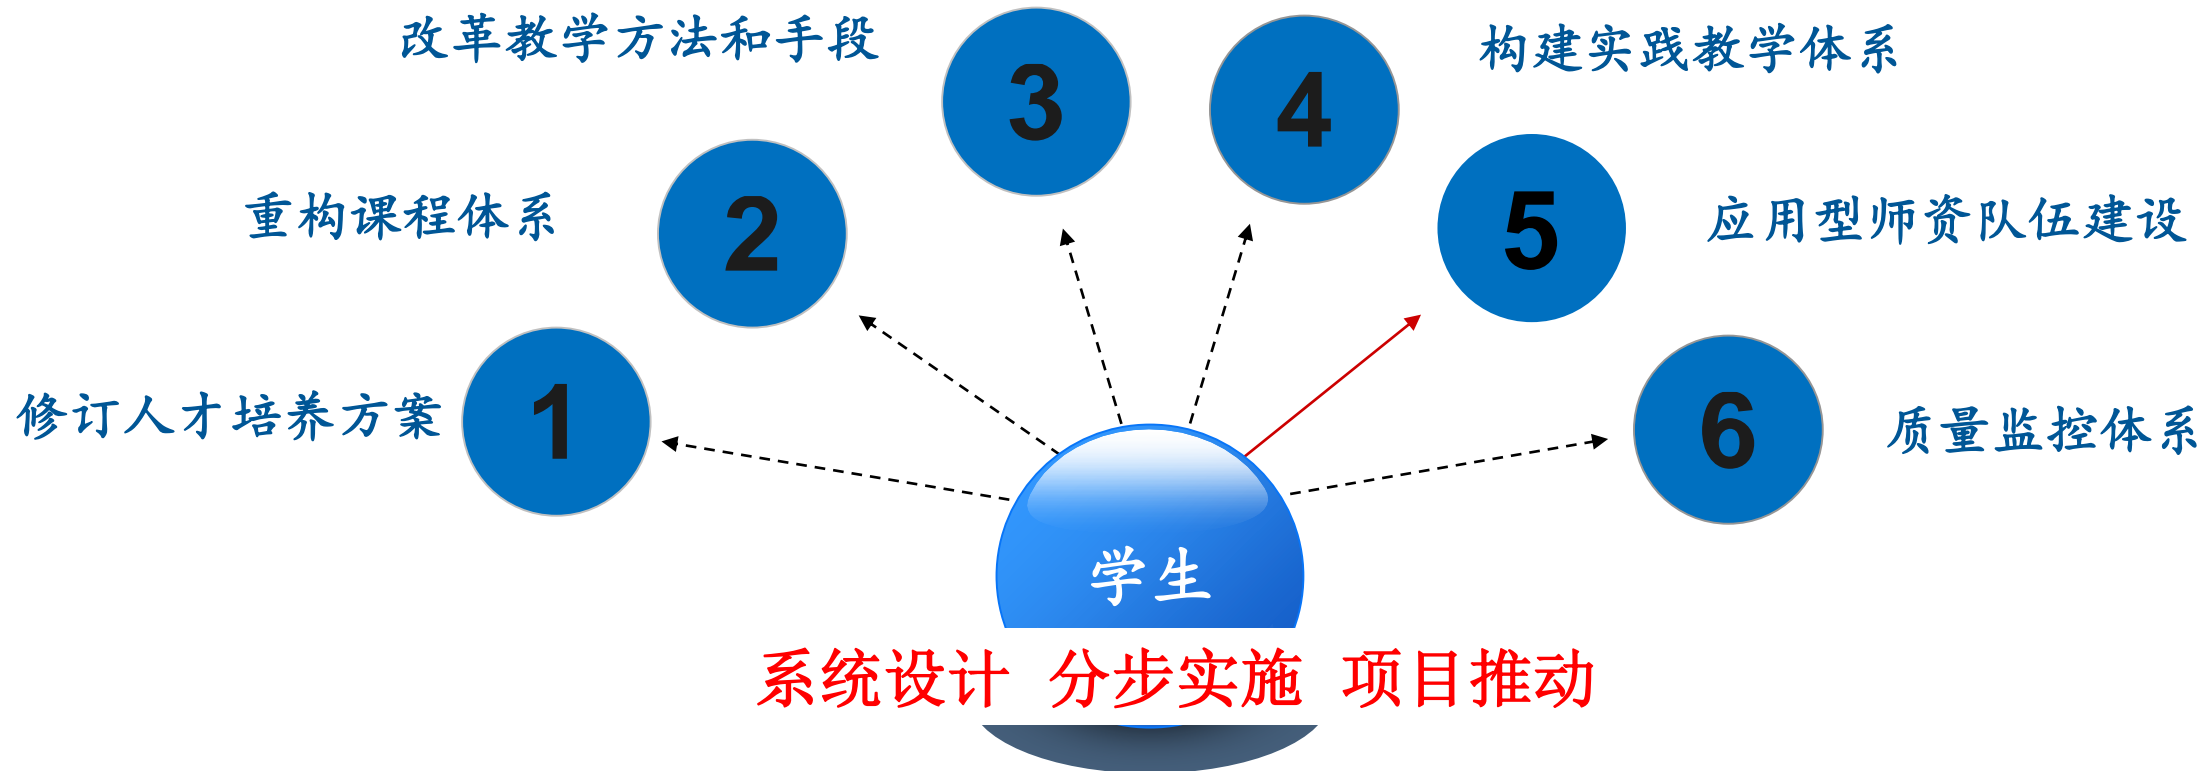 改革教学方法和手段
3
4
构建实践教学体系
重构课程体系
2
5
应用型师资队伍建设
修订人才培养方案
1
6
质量监控体系
学生
系统设计 分步实施 项目推动